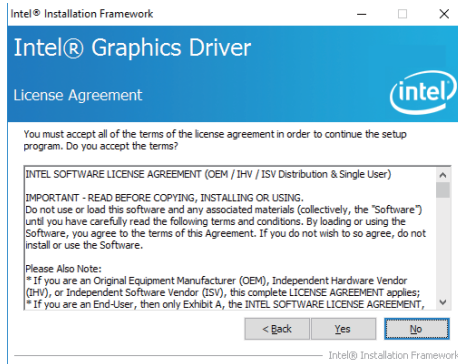 Intel® Installation Framework
Intel® Graphics Driver
License Agreement
intel
You must accept all of the terms of the license agreement in order to continue the setup
program. Do you accept the terms?
INTEL SOFTWARE LICENSE AGREEMENT (OEM / IHV / ISV Distribution & Single User)
IMPORTANT - READ BEFORE COPYING, INSTALLING OR USING.
Do not use or load this software and any associated materials (collectively, the "Software")
until you have carefully read the following terms and conditions. By loading or using the
Software, you agree to the terms of this Agreement. If you do not wish to so agree, do not
install or use the Software.
Please Also Note:
* If you are an Original Equipment Manufacturer (OEM), Independent Hardware Vendor
(IHV), or Independent Software Vendor (ISV), this complete LICENSE AGREEMENT applies;
* If you are an End-User, then only Exhibit A, the INTEL SOFTWARE LICENSE AGREEMENT,
< Back Yes No
Intel® Installation Framework